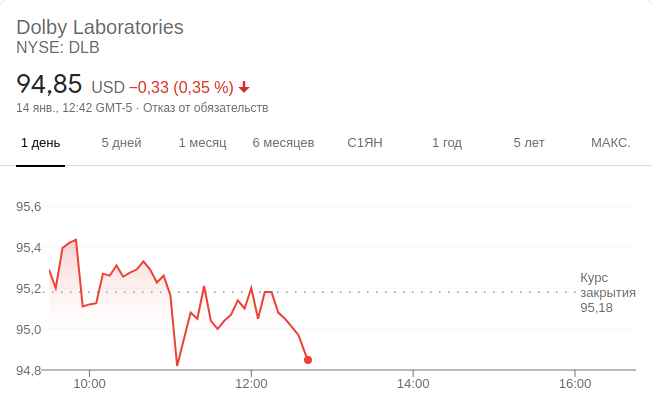 Dolby Laboratories
NYSE: DLB
94,85 USD −0,33 (0,35 %)
14 янв., 12:42 GMT-5 · Отказ от обязательств
1 день 5 дней 1 месяц 6 месяцев С1ЯН 1 год 5 лет МАКС.
95,6
95,4
95,2
95,0
94,8
Курс
закрытия
95,18
10:00 12:00 14:00 16:00